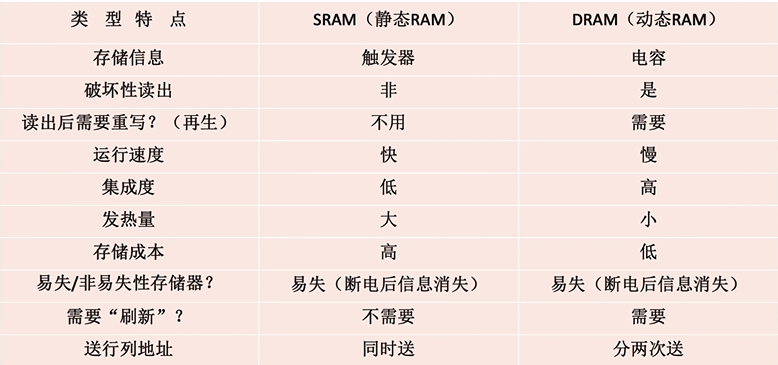 类 型 特 点 SRAM（静态RAM） DRAM（动态RAM）
存储信息 触发器 电容
破坏性读出 非 是
读出后需要重写？（再生） 不用 需要
运行速度 快 慢
集成度 低 高
发热量 大 小
存储成本 高 低
易失/非易失性存储器？ 易失（断电后信息消失） 易失（断电后信息消失）
需要“刷新”？ 不需要 需要
送行列地址 同时送 分两次送